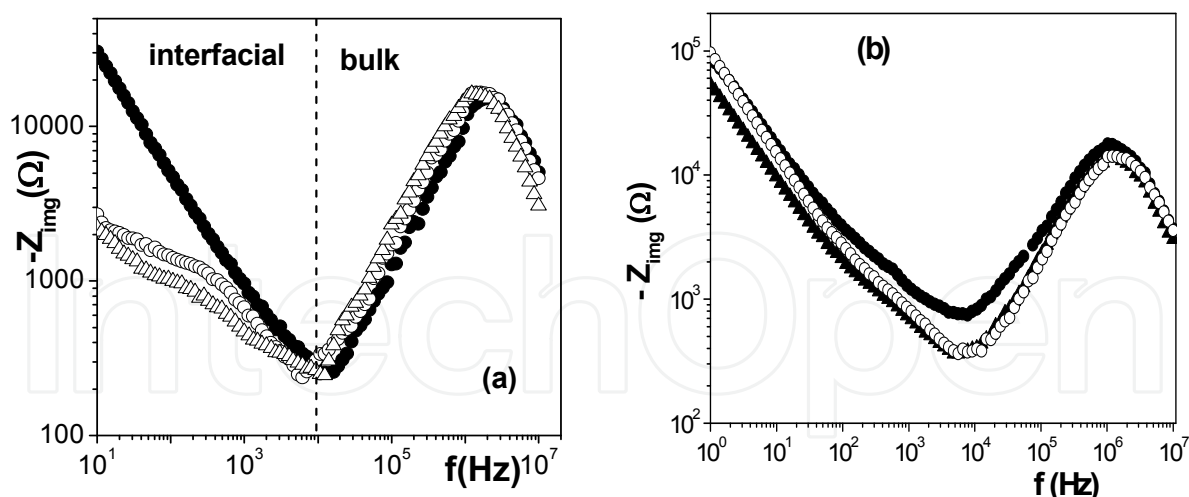 interfacial
bulk
-Z_img(Ω)
10000
1000
100
10^1
10^3
10^5
10^7
f(Hz)
(a)
(b)
- Z_img (Ω)
10^5
10^4
10^3
10^2
10^0
10^1
10^2
10^3
10^4
10^5
10^6
10^7
f (Hz)
IntechOpen